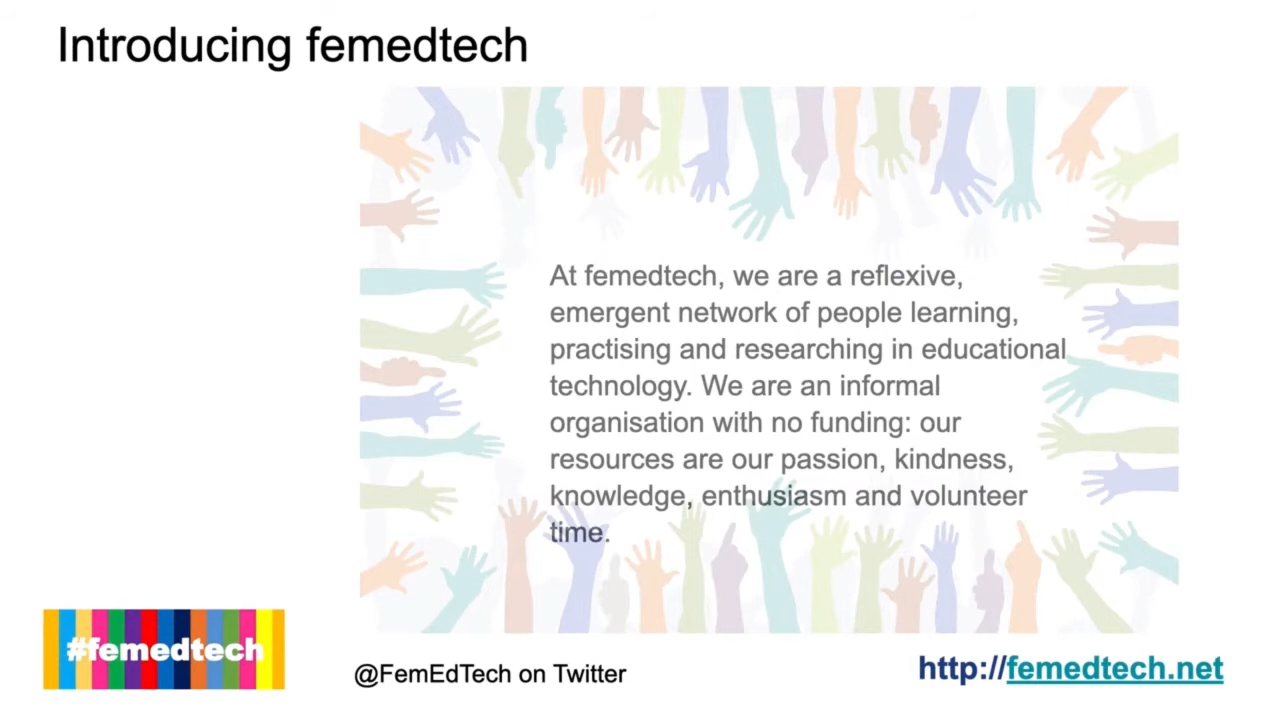 Introducing femedtech
At femedtech, we are a reflexive,
emergent network of people learning,
practising and researching in educational
technology. We are an informal
organisation with no funding: our
resources are our passion, kindness,
knowledge, enthusiasm and volunteer
time.
#femedtech
@FemEdTech on Twitter
http://femedtech.net